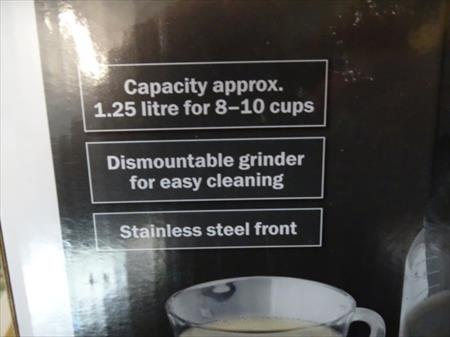 Capacity approx.
1.25 litre for 8–10 cups
Dismountable grinder
for easy cleaning
Stainless steel front